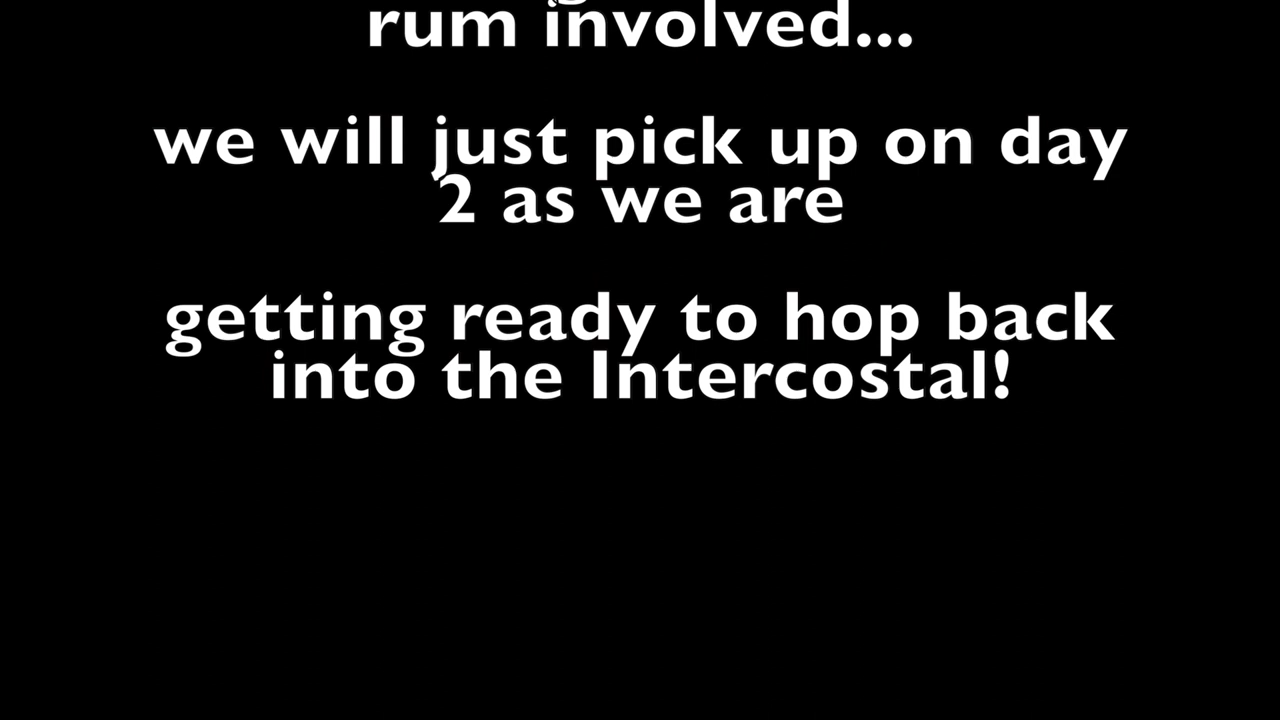 rum involved...
we will just pick up on day
2 as we are
getting ready to hop back
into the Intercostal!